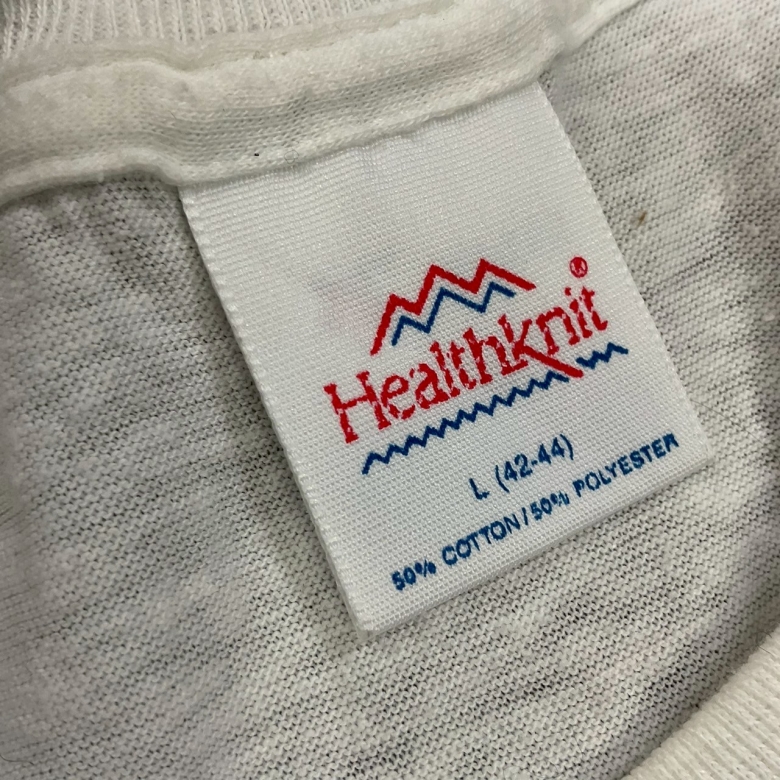 Healthknit®
L (42-44)
50% COTTON/50% POLYESTER